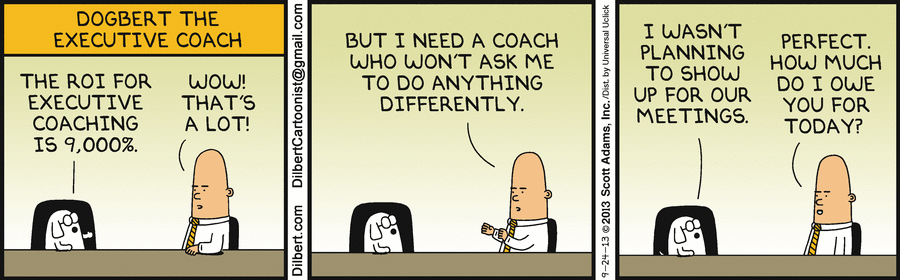 DOGBERT THE
EXECUTIVE COACH
THE ROI FOR
EXECUTIVE
COACHING
IS 9,000%.
WOW!
THAT'S
A LOT!
Dilbert.com DilbertCartoonist@gmail.com
BUT I NEED A COACH
WHO WON'T ASK ME
TO DO ANYTHING
DIFFERENTLY.
9-24-13 © 2013 Scott Adams, Inc. /Dist. by Universal Uclick
I WASN'T
PLANNING
TO SHOW
UP FOR OUR
MEETINGS.
PERFECT.
HOW MUCH
DO I OWE
YOU FOR
TODAY?